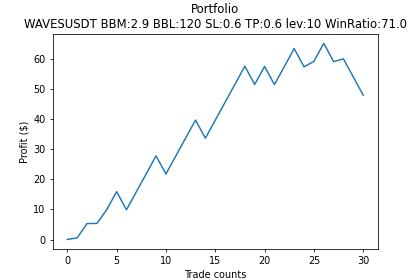 Portfolio
WAVESUSDT BBM:2.9 BBL:120 SL:0.6 TP:0.6 lev:10 WinRatio:71.0
60
50
40
30
20
10
0
Profit ($)
0 5 10 15 20 25 30
Trade counts